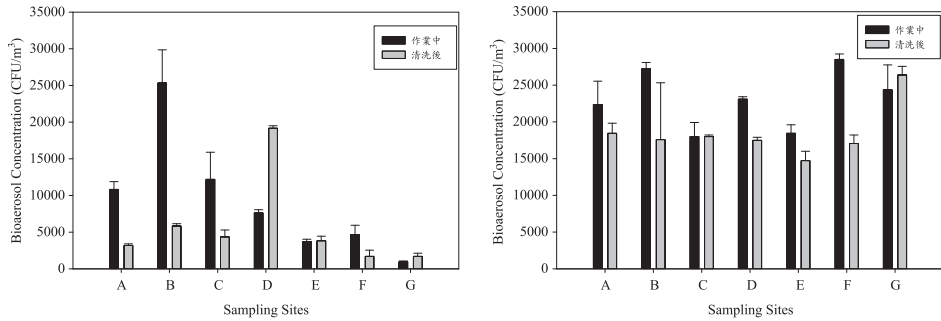 35000
30000
25000
20000
15000
10000
5000
0
Bioaerosol Concentration (CFU/m³)
作業中
清洗後
A B C D E F G
Sampling Sites
35000
30000
25000
20000
15000
10000
5000
0
Bioaerosol Concentration (CFU/m³)
作業中
清洗後
A B C D E F G
Sampling Sites